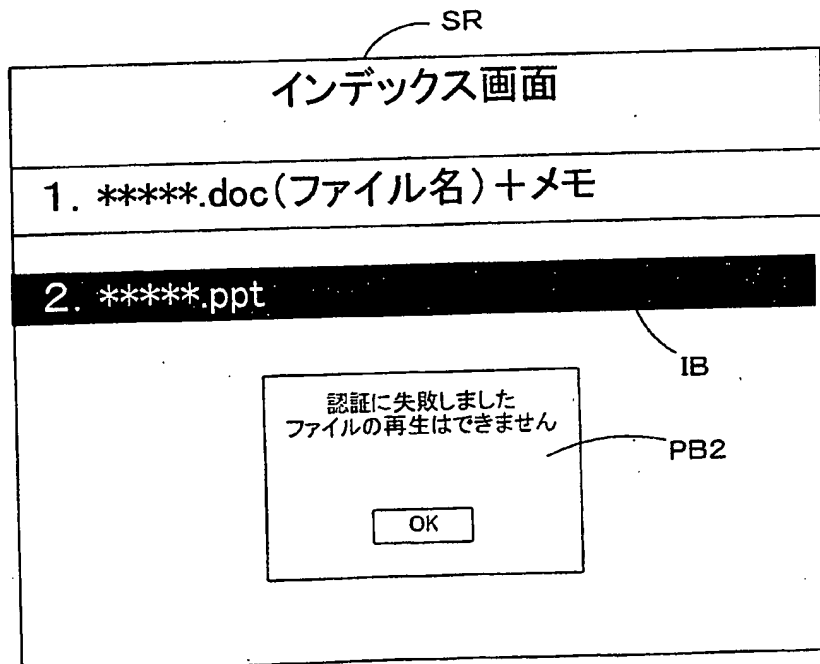 SR
インデックス画面
1. *****.doc(ファイル名)+メモ
2. *****.ppt
IB
認証に失敗しました
ファイルの再生はできません
PB2
OK